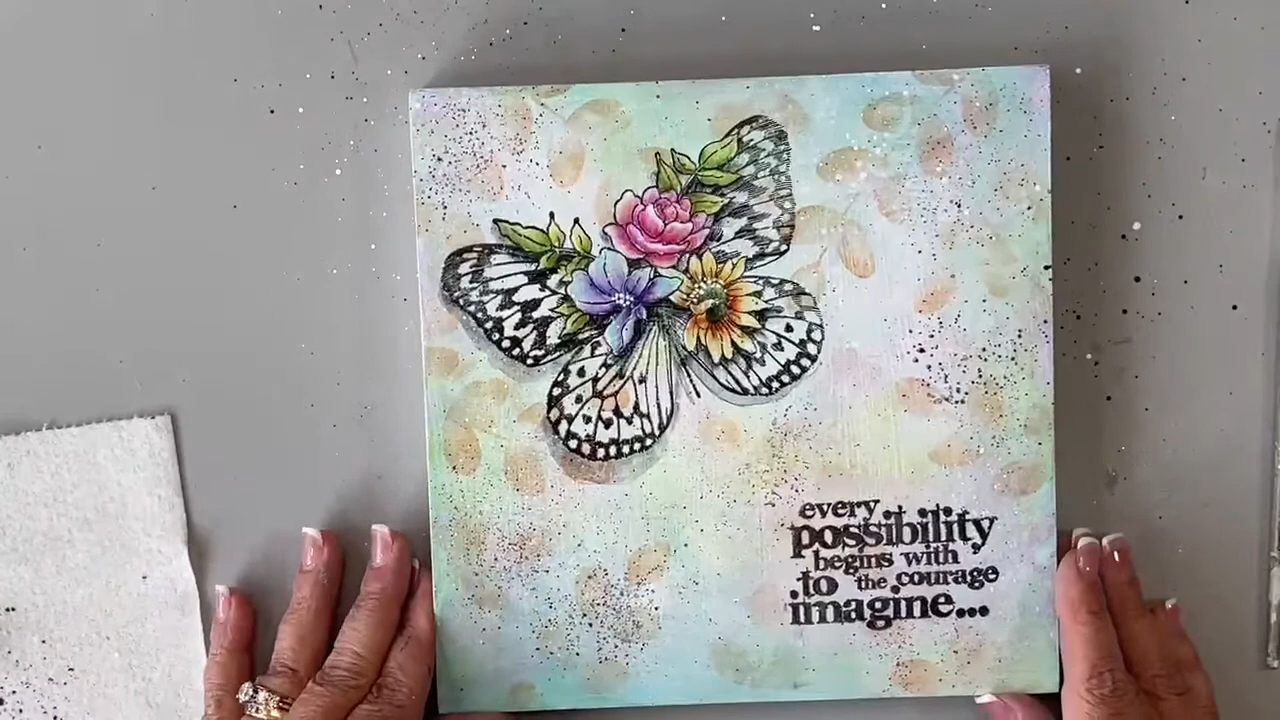 every
possibility
begins with
to the courage
imagine...